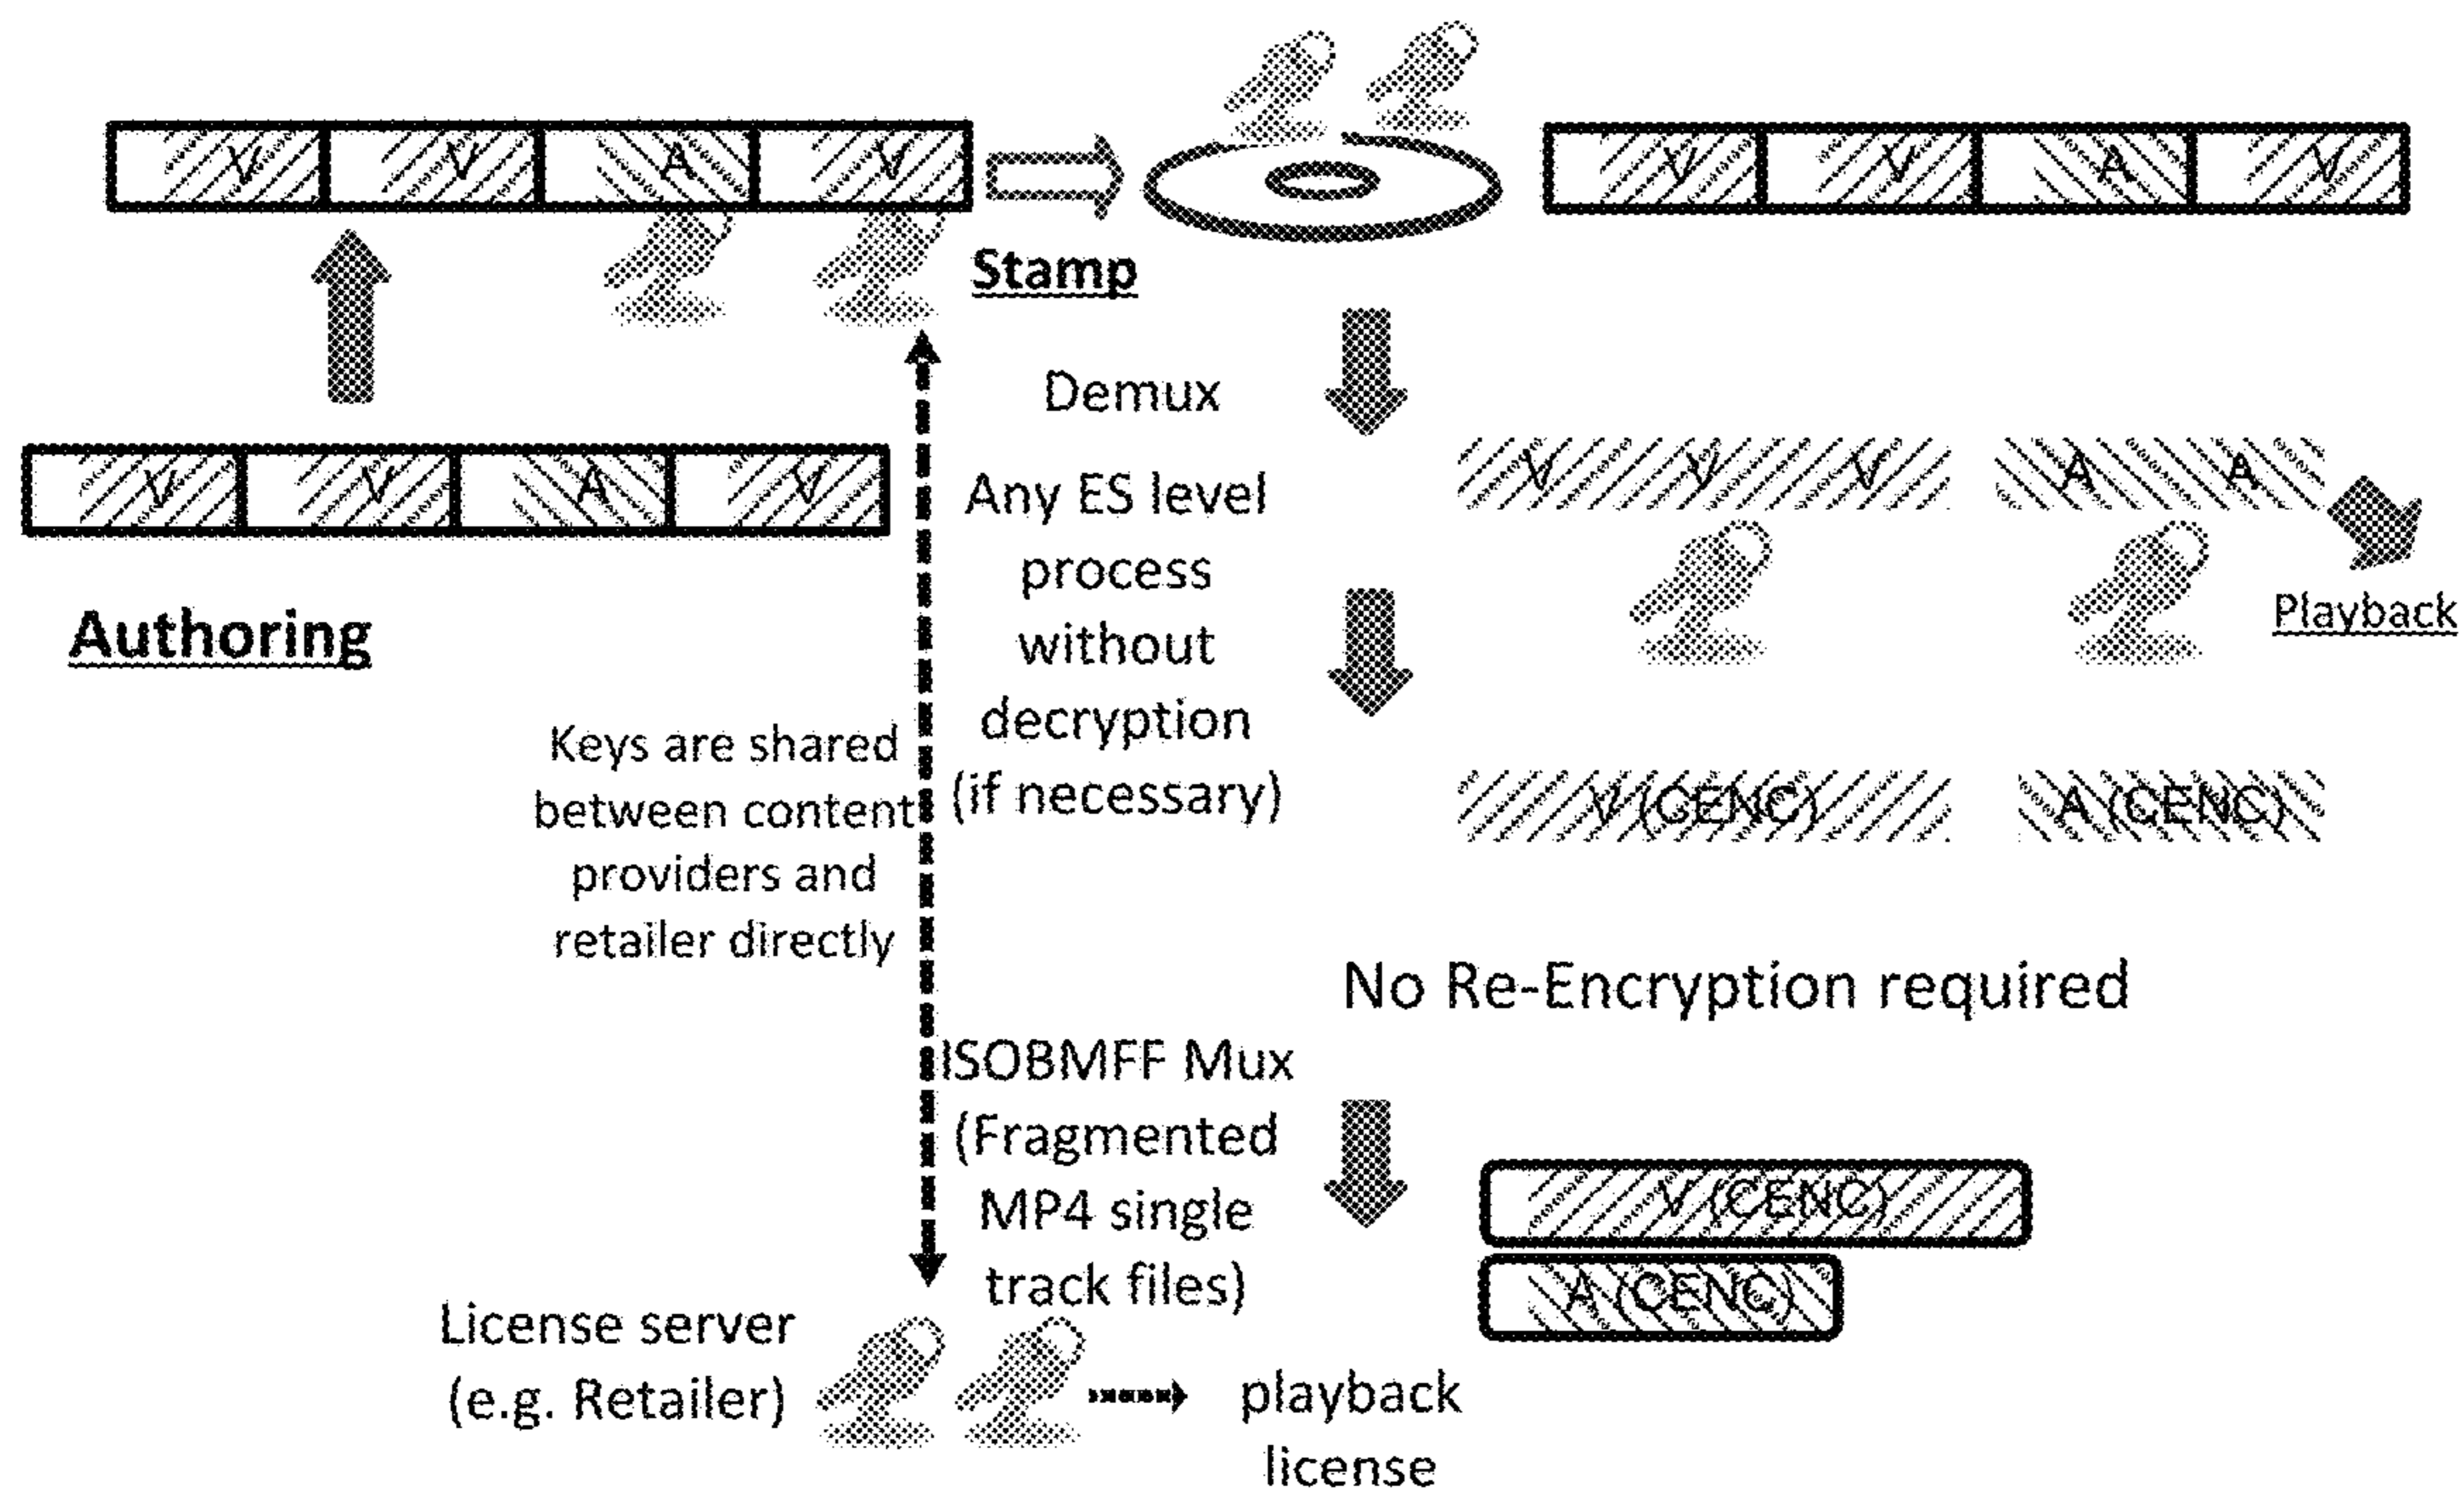 V V A V
V V A V
Stamp
Demux
V V A V
V V V A A
Any ES level
process
without
decryption
(if necessary)
Playback
Authoring
Keys are shared
between content
providers and
retailer directly
V (CENC) A (CENC)
No Re-Encryption required
ISOBMFF Mux
(Fragmented
MP4 single
track files)
V (CENC)
A (CENC)
License server
(e.g. Retailer)
playback
license